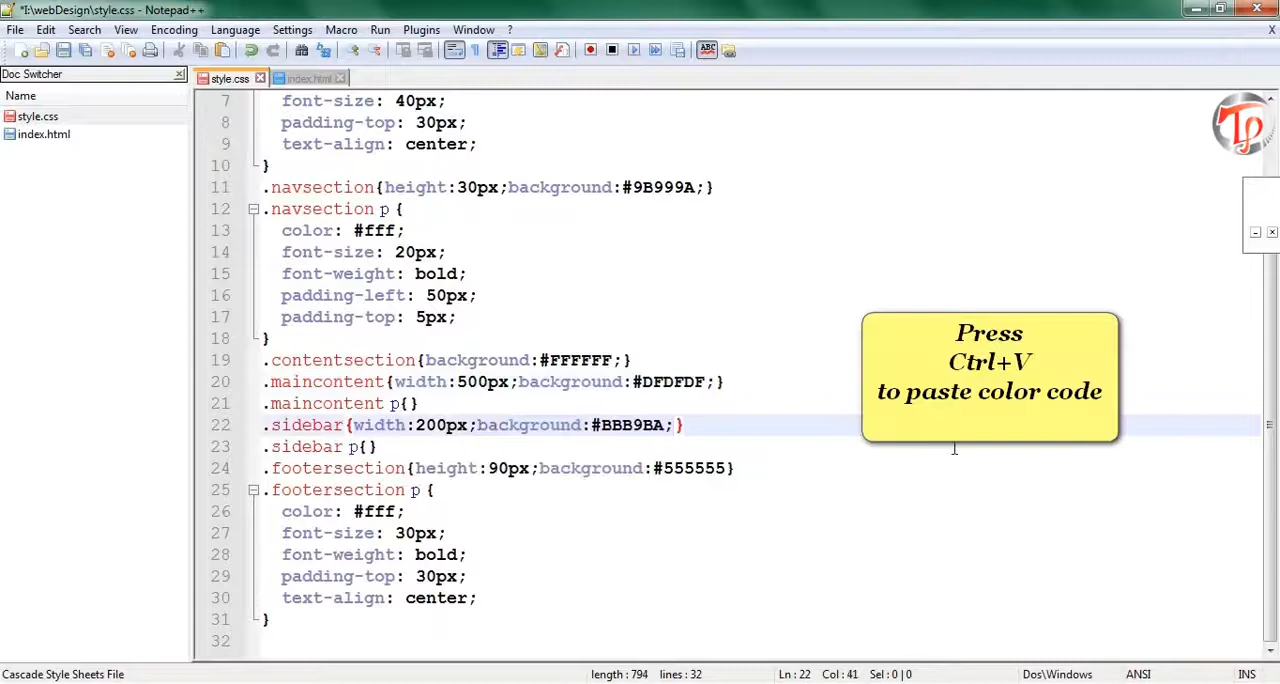 *I:\webDesign\style.css - Notepad++
File Edit Search View Encoding Language Settings Macro Run Plugins Window ? X
ABC
Doc Switcher
style.css index.html
Name
style.css
index.html
Tp
7 font-size: 40px;
8 padding-top: 30px;
9 text-align: center;
10 }
11 .navsection{height:30px;background:#9B999A;}
12 .navsection p {
13 color: #fff;
14 font-size: 20px;
15 font-weight: bold;
16 padding-left: 50px;
17 padding-top: 5px;
18 }
19 .contentsection{background:#FFFFFF;}
20 .maincontent{width:500px;background:#DFDFDF;}
21 .maincontent p{}
22 .sidebar{width:200px;background:#BBB9BA;}
23 .sidebar p{}
24 .footersection{height:90px;background:#555555}
25 .footersection p {
26 color: #fff;
27 font-size: 30px;
28 font-weight: bold;
29 padding-top: 30px;
30 text-align: center;
31 }
32
Press
Ctrl+V
to paste color code
Cascade Style Sheets File length: 794 lines: 32 Ln: 22 Col: 41 Sel: 0 | 0 Dos\Windows ANSI INS